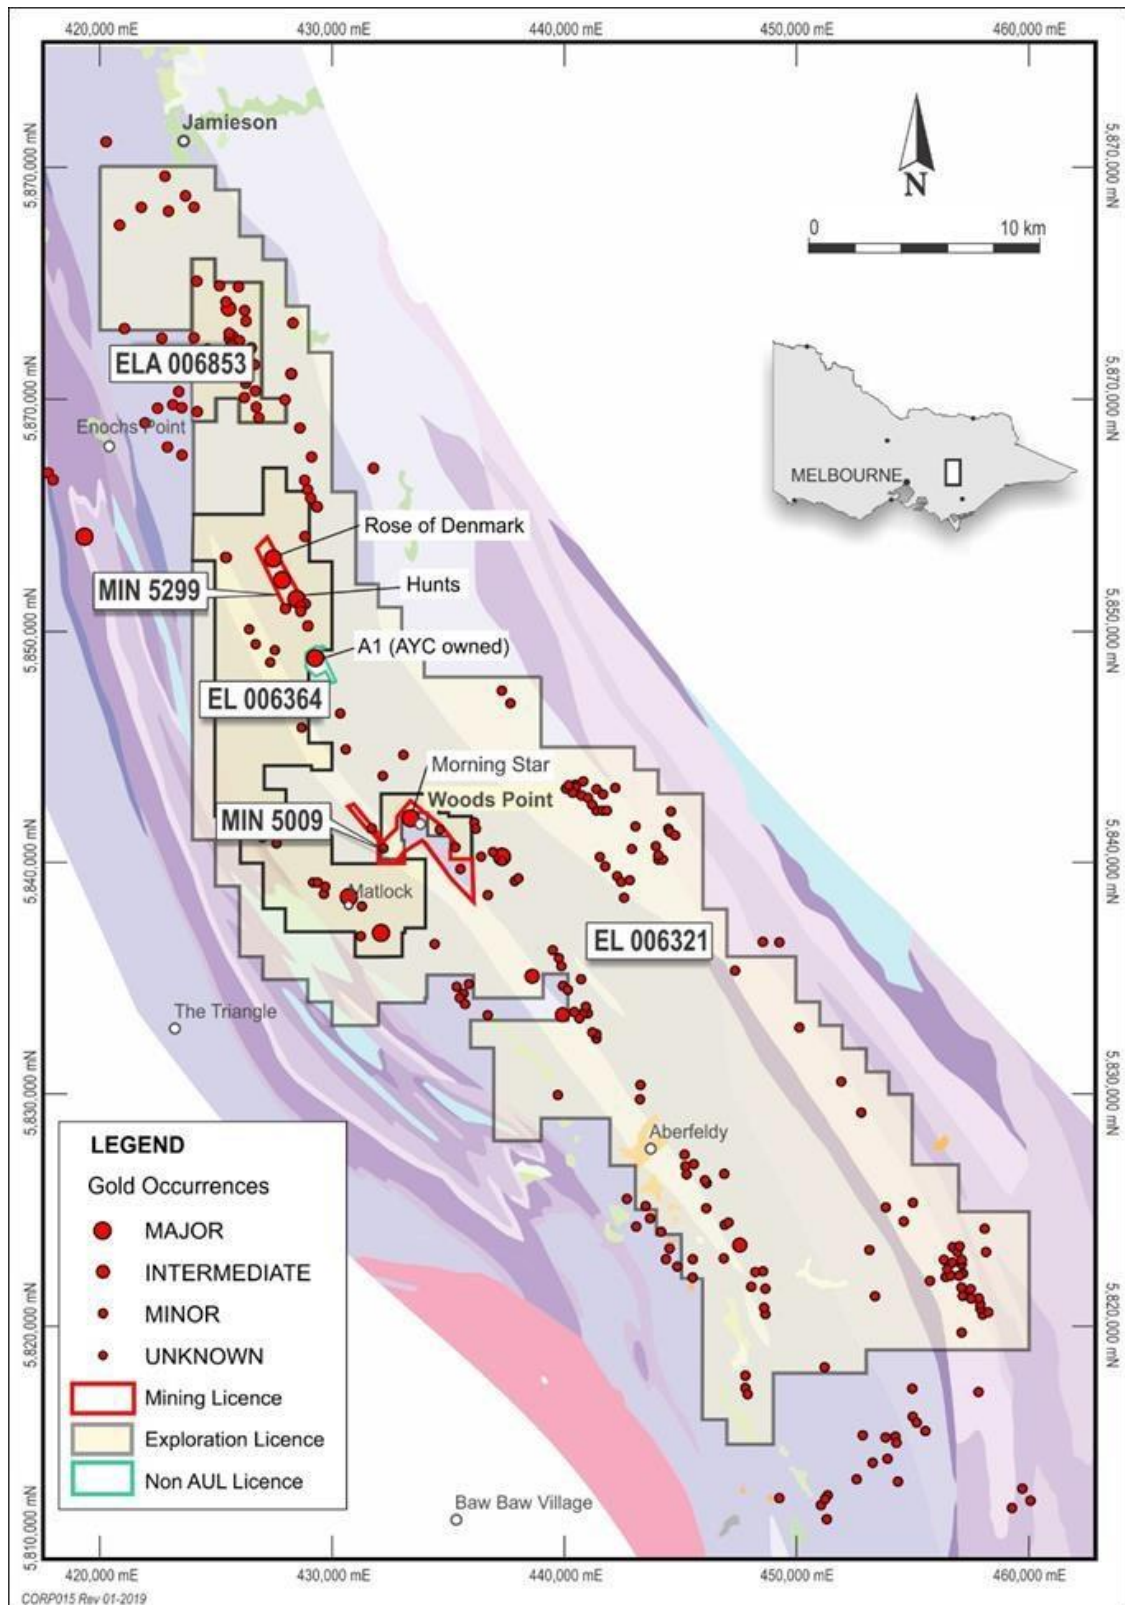 420,000 mE
430,000 mE
440,000 mE
450,000 mE
460,000 mE
5,870,000 mN
5,870,000 mN
Jamieson
N
0
10 km
ELA 006853
5,870,000 mN
5,870,000 mN
Enochs Point
MELBOURNE
Rose of Denmark
MIN 5299
Hunts
5,850,000 mN
5,850,000 mN
A1 (AYC owned)
EL 006364
Morning Star
Woods Point
MIN 5009
5,840,000 mN
5,840,000 mN
Matlock
EL 006321
The Triangle
5,830,000 mN
5,830,000 mN
Aberfeldy
LEGEND
Gold Occurrences
MAJOR
INTERMEDIATE
MINOR
UNKNOWN
Mining Licence
Exploration Licence
Non AUL Licence
5,820,000 mN
5,820,000 mN
Baw Baw Village
5,810,000 mN
5,810,000 mN
420,000 mE
430,000 mE
440,000 mE
450,000 mE
460,000 mE
CORP015 Rev 01-2019